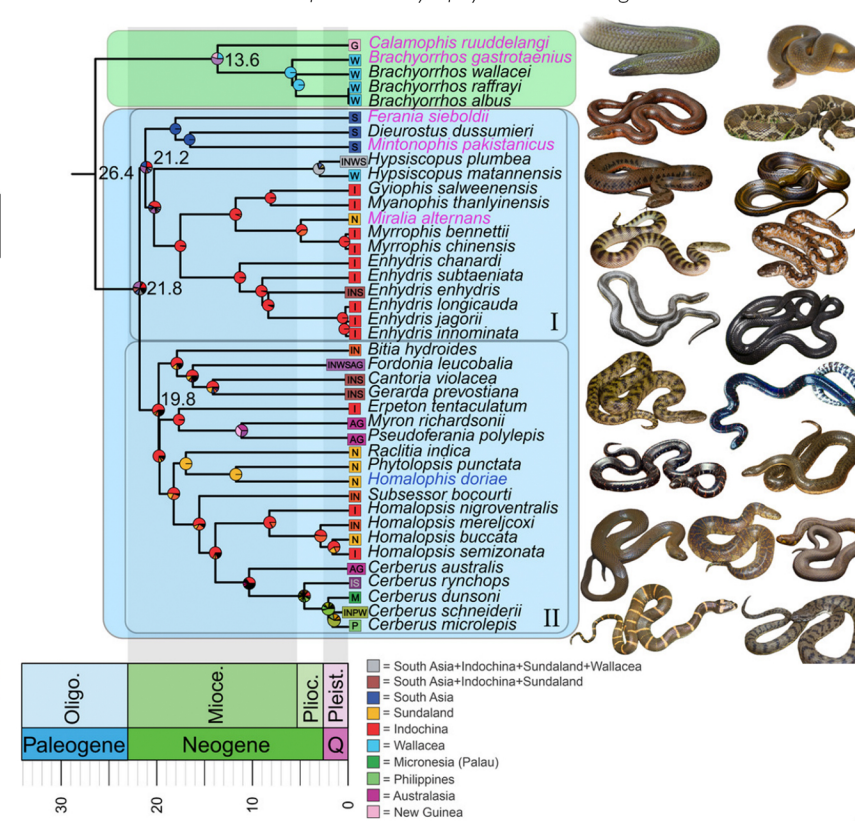 G Calamophis ruuddelangi
13.6
W Brachyorrhos gastrotaenius
W Brachyorrhos wallacei
W Brachyorrhos raffrayi
W Brachyorrhos albus
S Ferania sieboldii
S Dieurostus dussumieri
S Mintonophis pakistanicus
21.2
INWS Hypsiscopus plumbea
26.4
W Hypsiscopus matannensis
I Gyiophis salweenensis
I Myanophis thanlyinensis
N Miralia alternans
I Myrrophis bennettii
I Myrrophis chinensis
I Enhydris chanardi
I Enhydris subtaeniata
21.8
INS Enhydris enhydris
I Enhydris longicauda
I Enhydris jagorii
I Enhydris innominata
I
IN Bitia hydroides
INWSAG Fordonia leucobalia
INS Cantoria violacea
INS Gerarda prevostiana
19.8
I Erpeton tentaculatum
AG Myron richardsonii
AG Pseudoferania polylepis
N Raclitia indica
N Phytolopsis punctata
N Homalophis doriae
IN Subsessor bocourti
I Homalopsis nigroventralis
IN Homalopsis mereljcoxi
N Homalopsis buccata
I Homalopsis semizonata
AG Cerberus australis
IS Cerberus rynchops
M Cerberus dunsoni
INPW Cerberus schneiderii
P Cerberus microlepis
II
Oligo.
Mioce.
Plioc.
Pleist.
Paleogene
Neogene
Q
30
20
10
0
= South Asia+Indochina+Sundaland+Wallacea
= South Asia+Indochina+Sundaland
= South Asia
= Sundaland
= Indochina
= Wallacea
= Micronesia (Palau)
= Philippines
= Australasia
= New Guinea